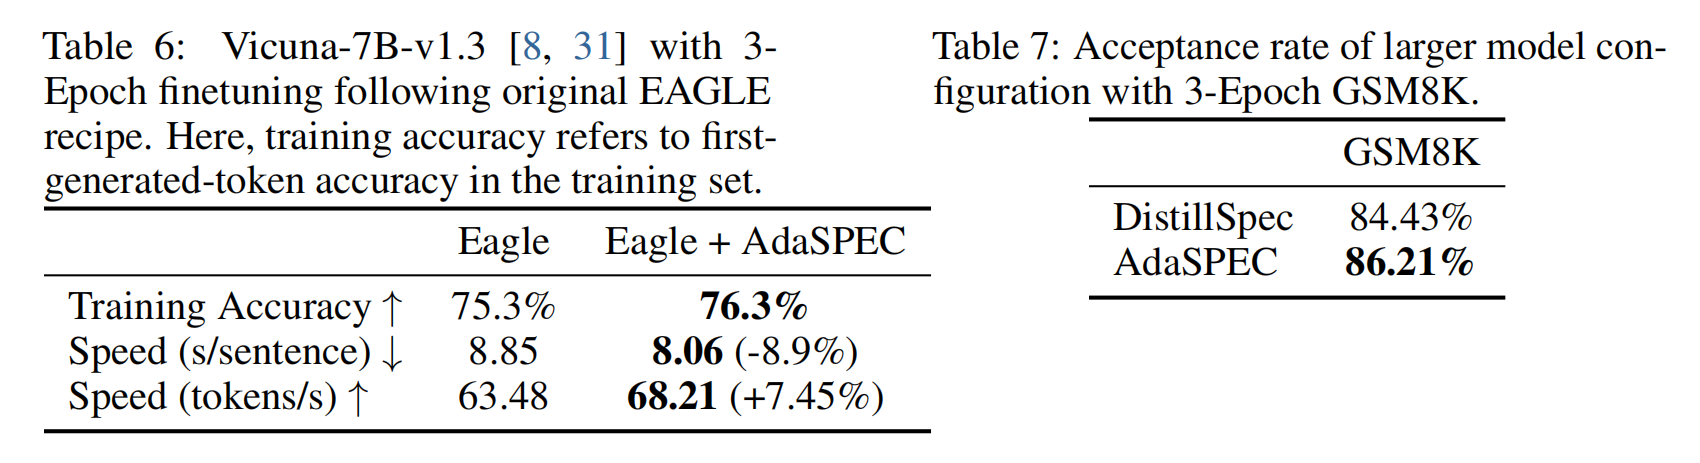 Table 6: Vicuna-7B-v1.3 [8, 31] with 3-
Epoch finetuning following original EAGLE
recipe. Here, training accuracy refers to first-
generated-token accuracy in the training set.
Eagle Eagle + AdaSPEC
Training Accuracy ↑ 75.3% 76.3%
Speed (s/sentence) ↓ 8.85 8.06 (-8.9%)
Speed (tokens/s) ↑ 63.48 68.21 (+7.45%)
Table 7: Acceptance rate of larger model con-
figuration with 3-Epoch GSM8K.
GSM8K
DistillSpec 84.43%
AdaSPEC 86.21%